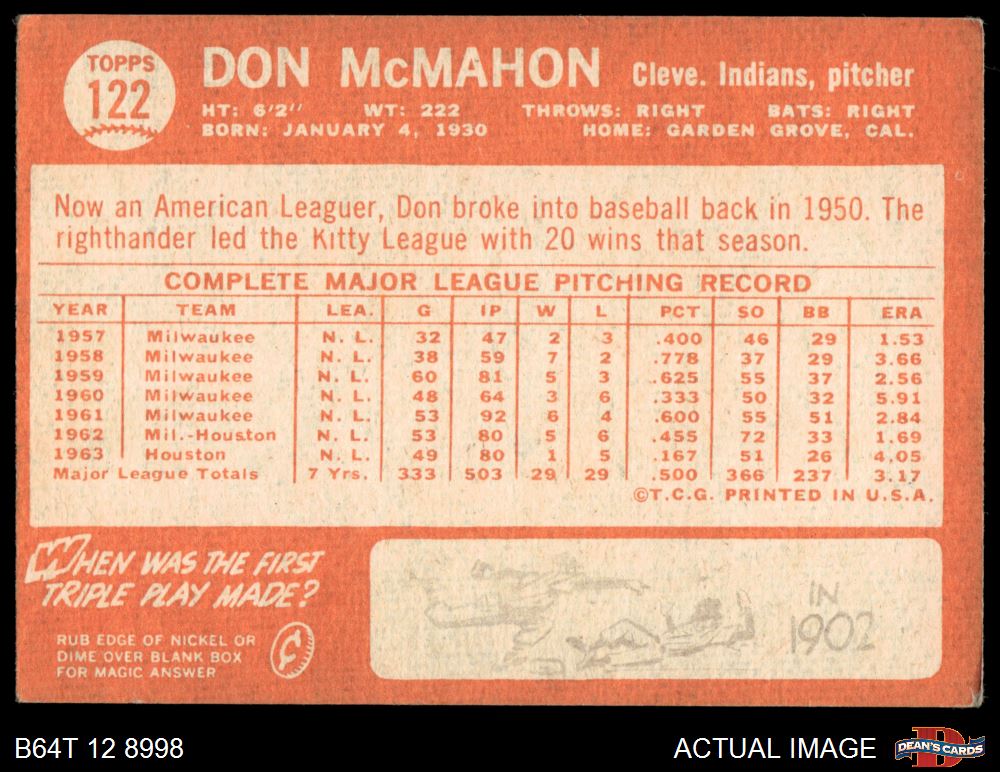 TOPPS
122
DON McMAHON Cleve. Indians, pitcher
HT: 6'2" WT: 222 THROWS: RIGHT BATS: RIGHT
BORN: JANUARY 4, 1930 HOME: GARDEN GROVE, CAL.
Now an American Leaguer, Don broke into baseball back in 1950. The
righthander led the Kitty League with 20 wins that season.
COMPLETE MAJOR LEAGUE PITCHING RECORD
YEAR TEAM LEA. G IP W L PCT SO BB ERA
1957 Milwaukee N. L. 32 47 2 3 .400 46 29 1.53
1958 Milwaukee N. L. 38 59 7 2 .778 37 29 3.66
1959 Milwaukee N. L. 60 81 5 3 .625 55 37 2.56
1960 Milwaukee N. L. 48 64 3 6 .333 50 32 5.91
1961 Milwaukee N. L. 53 92 6 4 .600 55 51 2.84
1962 Mil.-Houston N. L. 53 80 5 6 .455 72 33 1.69
1963 Houston N. L. 49 80 1 5 .167 51 26 4.05
Major League Totals 7 Yrs. 333 503 29 29 .500 366 237 3.17
©T.C.G. PRINTED IN U.S.A.
WHEN WAS THE FIRST
TRIPLE PLAY MADE?
RUB EDGE OF NICKEL OR
DIME OVER BLANK BOX
FOR MAGIC ANSWER
¢
IN
1902
B64T 12 8998
ACTUAL IMAGE
DEAN'S CARDS